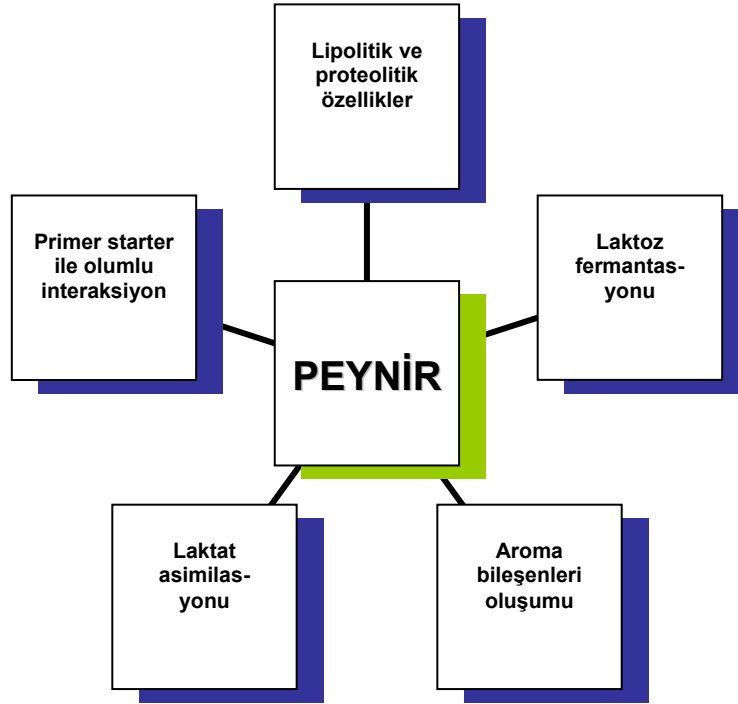 Lipolitik ve
proteolitik
özellikler
Primer starter
ile olumlu
interaksiyon
Laktoz
fermantas-
yonu
PEYNİR
Laktat
asimilas-
yonu
Aroma
bileşenleri
oluşumu